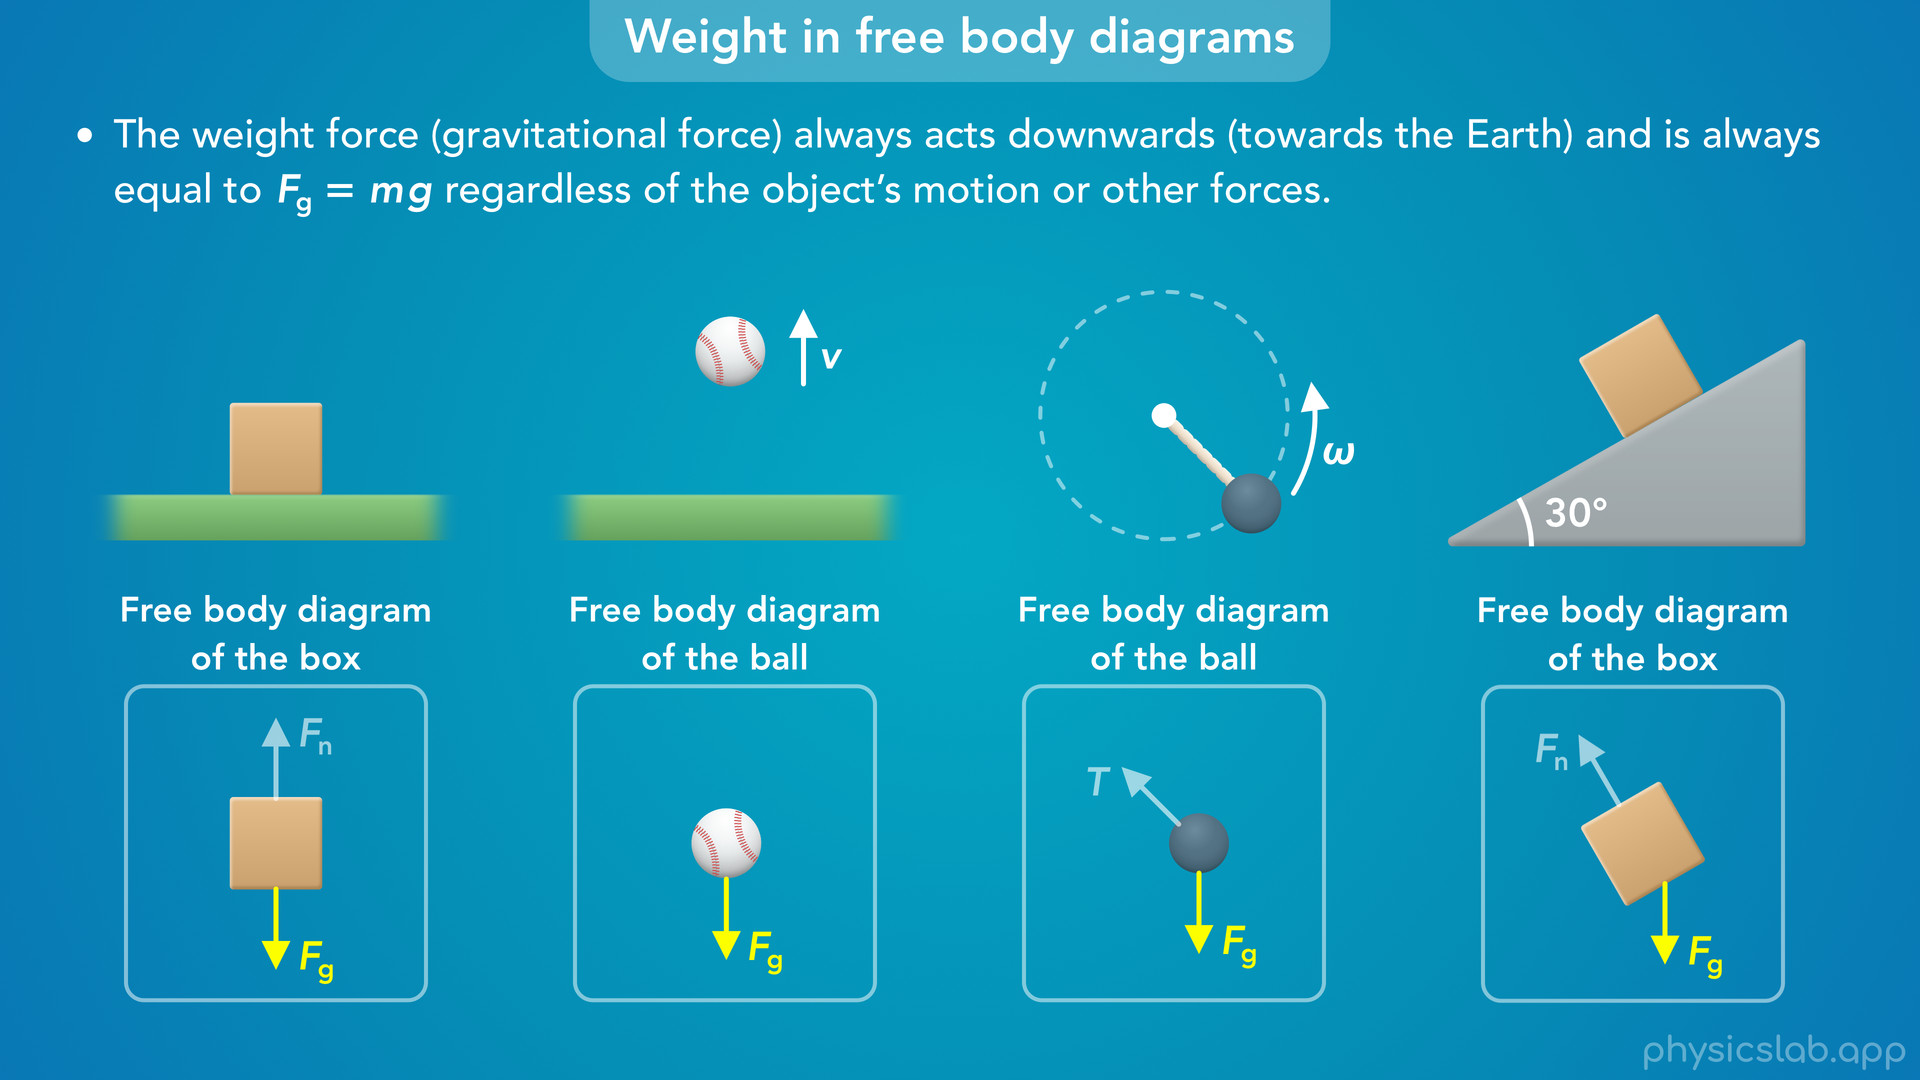 Weight in free body diagrams
• The weight force (gravitational force) always acts downwards (towards the Earth) and is always
equal to Fg = mg regardless of the object’s motion or other forces.
v
ω
30°
Free body diagram
of the box
Free body diagram
of the ball
Free body diagram
of the ball
Free body diagram
of the box
Fn
Fg
Fg
T
Fg
Fn
Fg
physicslab.app